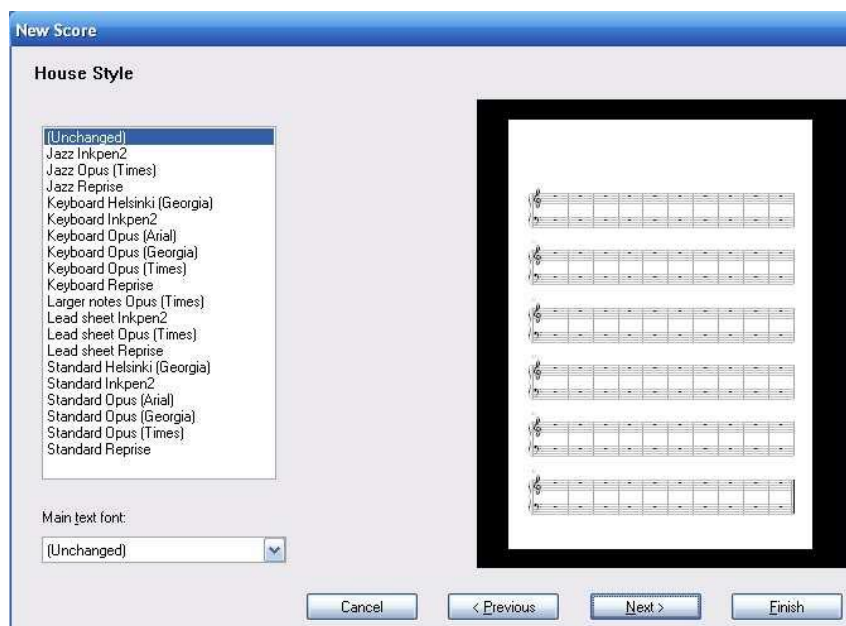 New Score
House Style
(Unchanged)
Jazz Inkpen2
Jazz Opus (Times)
Jazz Reprise
Keyboard Helsinki (Georgia)
Keyboard Inkpen2
Keyboard Opus (Arial)
Keyboard Opus (Georgia)
Keyboard Opus (Times)
Keyboard Reprise
Larger notes Opus (Times)
Lead sheet Inkpen2
Lead sheet Opus (Times)
Lead sheet Reprise
Standard Helsinki (Georgia)
Standard Inkpen2
Standard Opus (Arial)
Standard Opus (Georgia)
Standard Opus (Times)
Standard Reprise
Main text font:
(Unchanged)
Cancel
< Previous
Next >
Finish